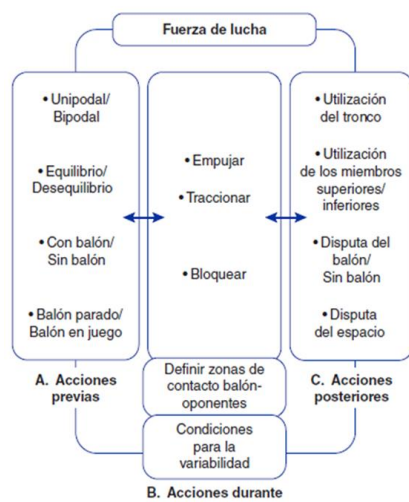 Fuerza de lucha
• Unipodal/
Bipodal
• Equilibrio/
Desequilibrio
• Con balón/
Sin balón
• Balón parado/
Balón en juego
A. Acciones
previas
• Empujar
• Traccionar
• Bloquear
Definir zonas de
contacto balón-
oponentes
Condiciones
para la
variabilidad
B. Acciones durante
• Utilización
del tronco
• Utilización
de los miembros
superiores/
inferiores
• Disputa del
balón/
Sin balón
• Disputa
del espacio
C. Acciones
posteriores